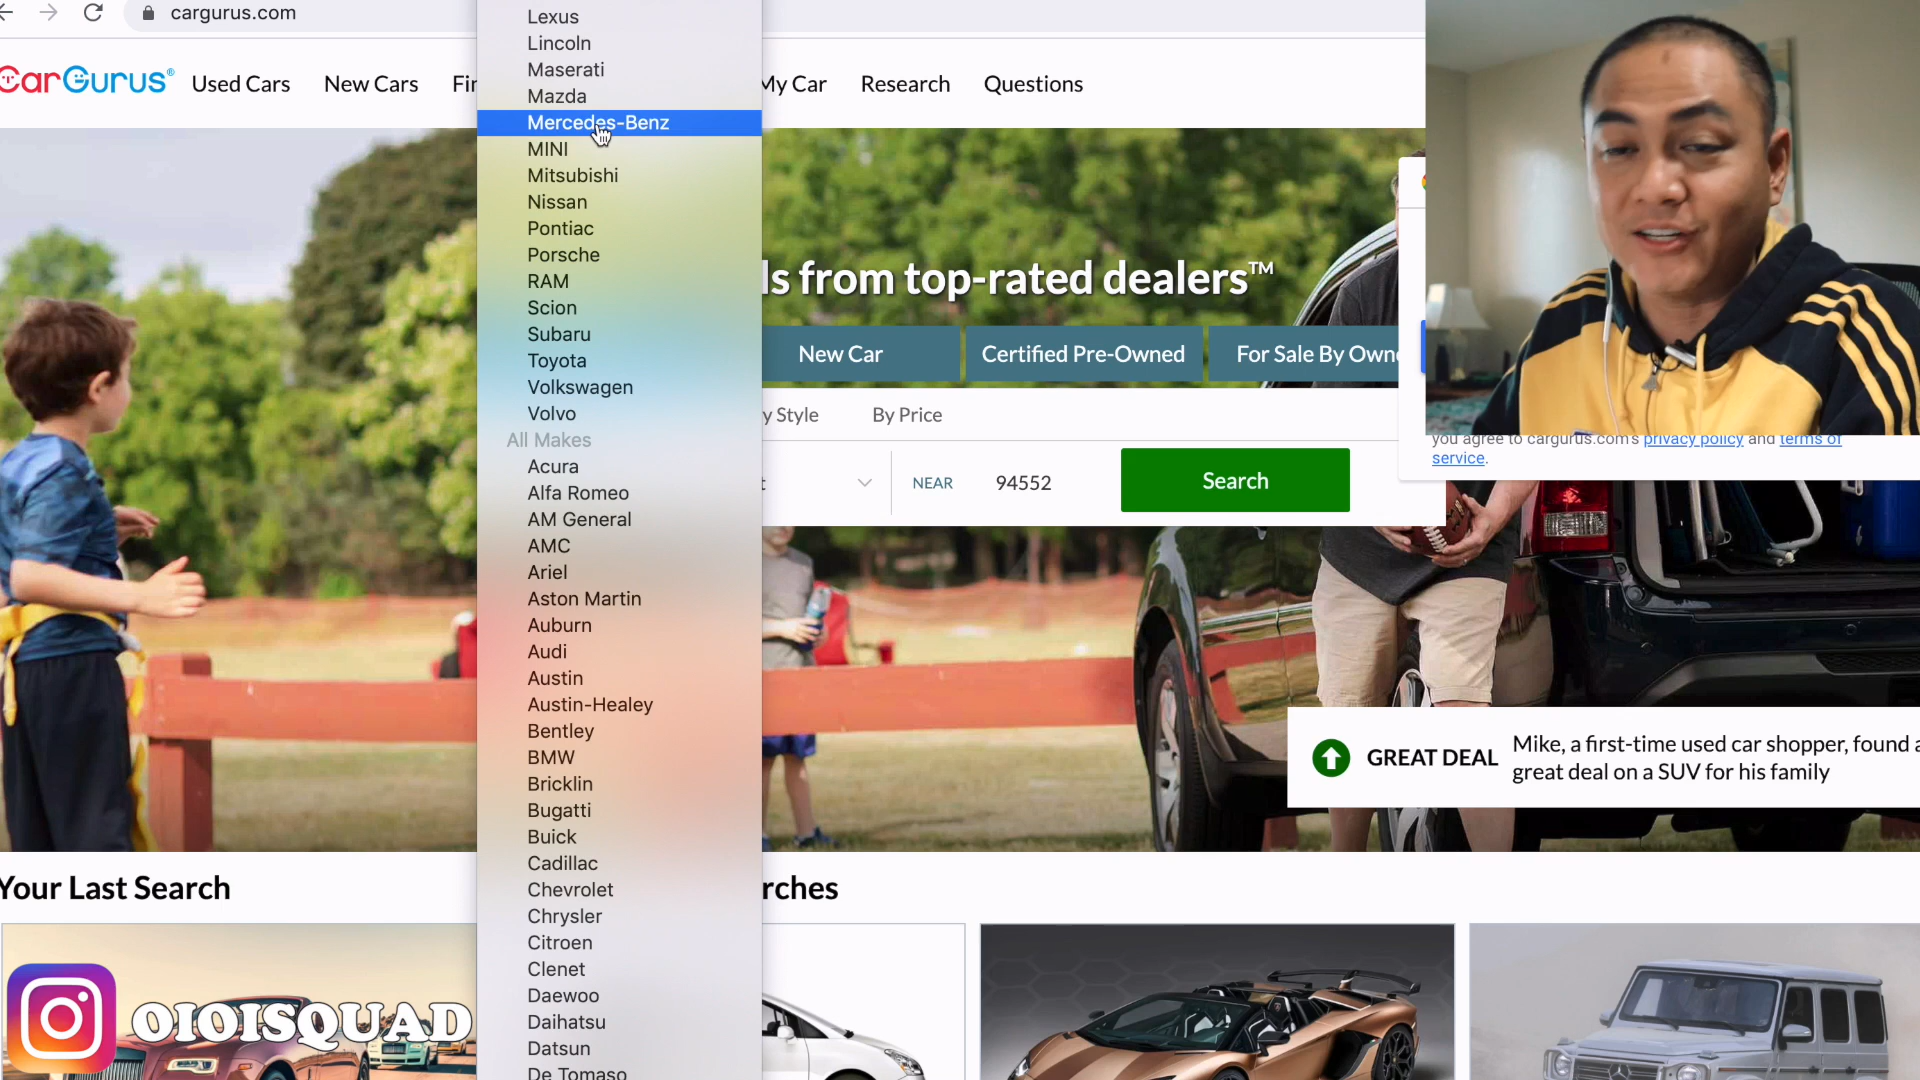 cargurus.com
CarGurus®
Used Cars
New Cars
My Car
Research
Questions
Lexus
Lincoln
Maserati
Mazda
Mercedes-Benz
MINI
Mitsubishi
Nissan
Pontiac
Porsche
RAM
Scion
Subaru
Toyota
Volkswagen
Volvo
All Makes
Acura
Alfa Romeo
AM General
AMC
Ariel
Aston Martin
Auburn
Audi
Austin
Austin-Healey
Bentley
BMW
Bricklin
Bugatti
Buick
Cadillac
Chevrolet
Chrysler
Citroen
Clenet
Daewoo
Daihatsu
Datsun
De Tomaso
ls from top-rated dealers™
New Car
Certified Pre-Owned
For Sale By Owne
y Style
By Price
NEAR
94552
Search
you agree to cargurus.com's privacy policy and terms of
service.
GREAT DEAL
Mike, a first-time used car shopper, found a
great deal on a SUV for his family
Your Last Search
rches
OIOISQUAD